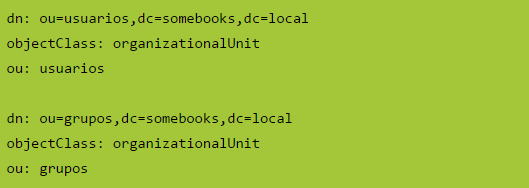 dn: ou=usuarios,dc=somebooks,dc=local
objectClass: organizationalUnit
ou: usuarios
dn: ou=grupos,dc=somebooks,dc=local
objectClass: organizationalUnit
ou: grupos